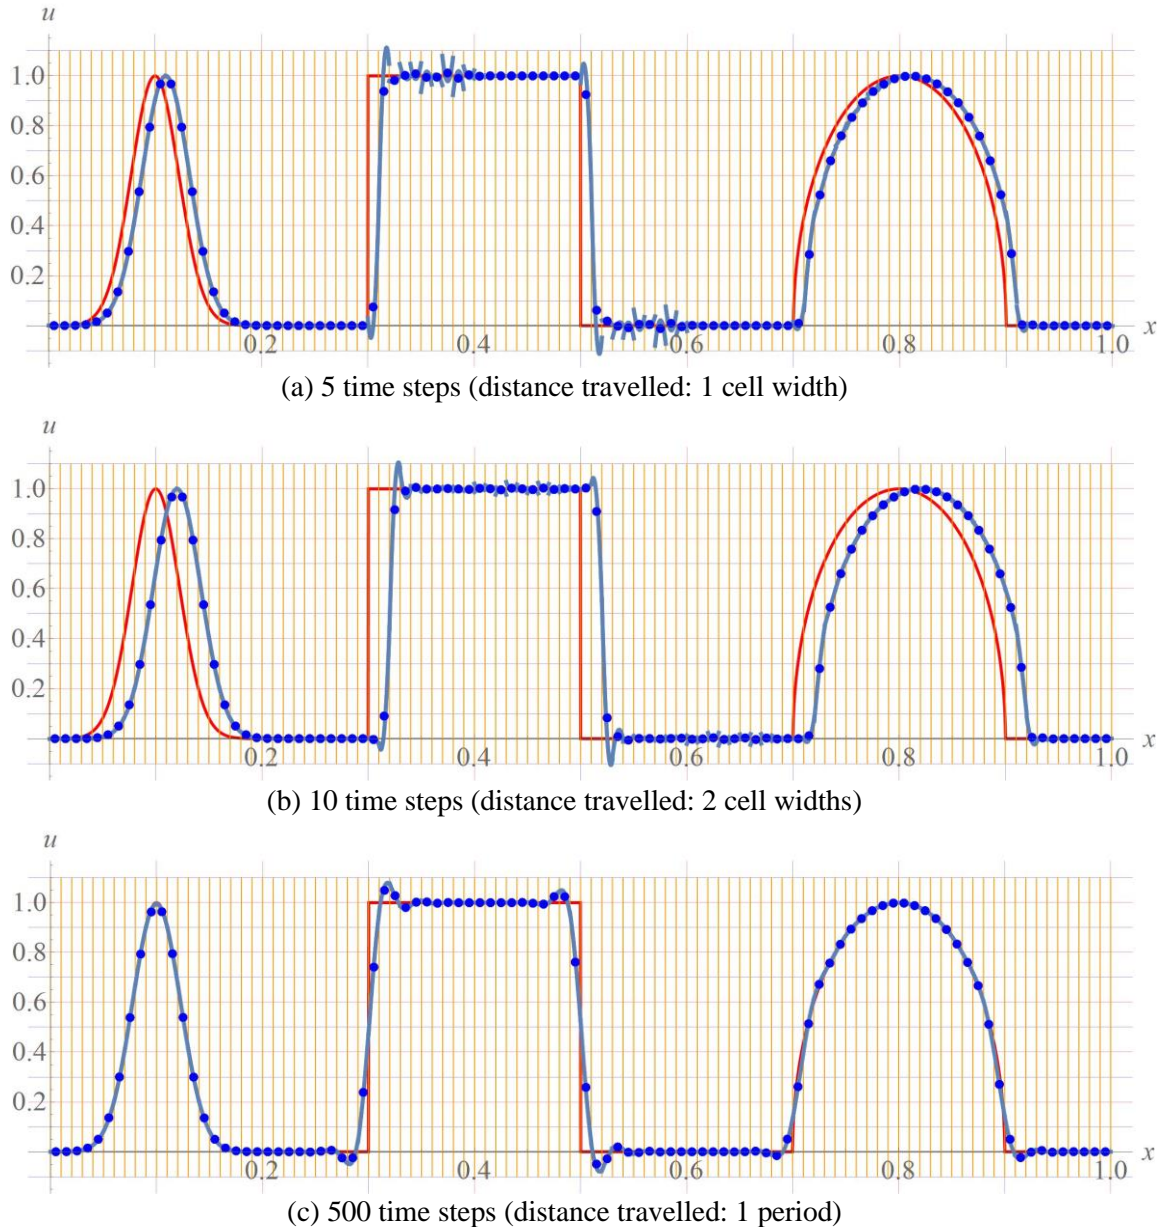 u
1.0
0.8
0.6
0.4
0.2
0.2 0.4 0.6 0.8 1.0 x
(a) 5 time steps (distance travelled: 1 cell width)
u
1.0
0.8
0.6
0.4
0.2
0.2 0.4 0.6 0.8 1.0 x
(b) 10 time steps (distance travelled: 2 cell widths)
u
1.0
0.8
0.6
0.4
0.2
0.2 0.4 0.6 0.8 1.0 x
(c) 500 time steps (distance travelled: 1 period)